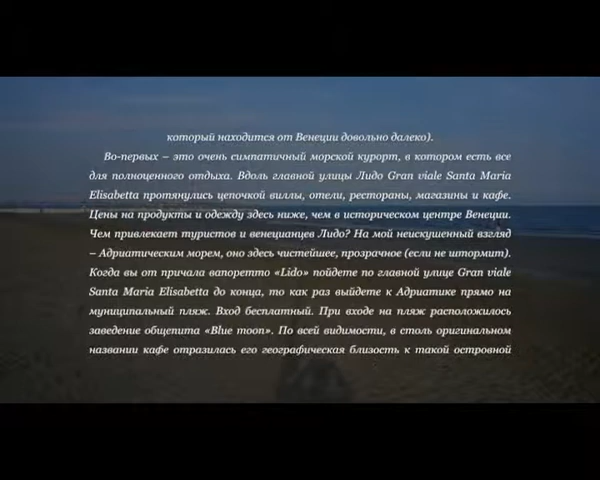 который находится от Венеции довольно далеко).
Во-первых – это очень симпатичный морской курорт, в котором есть все
для полноценного отдыха. Вдоль главной улицы Лидо Gran viale Santa Maria
Elisabetta протянулись цепочкой виллы, отели, рестораны, магазины и кафе.
Цены на продукты и одежду здесь ниже, чем в историческом центре Венеции.
Чем привлекает туристов и венецианцев Лидо? На мой неискушенный взгляд
– Адриатическим морем, оно здесь чистейшее, прозрачное (если не штормит).
Когда вы от причала вапоретто «Lido» пойдете по главной улице Gran viale
Santa Maria Elisabetta до конца, то как раз выйдете к Адриатике прямо на
муниципальный пляж. Вход бесплатный. При входе на пляж расположилось
заведение общепита «Blue moon». По всей видимости, в столь оригинальном
названии кафе отразилась его географическая близость к такой островной